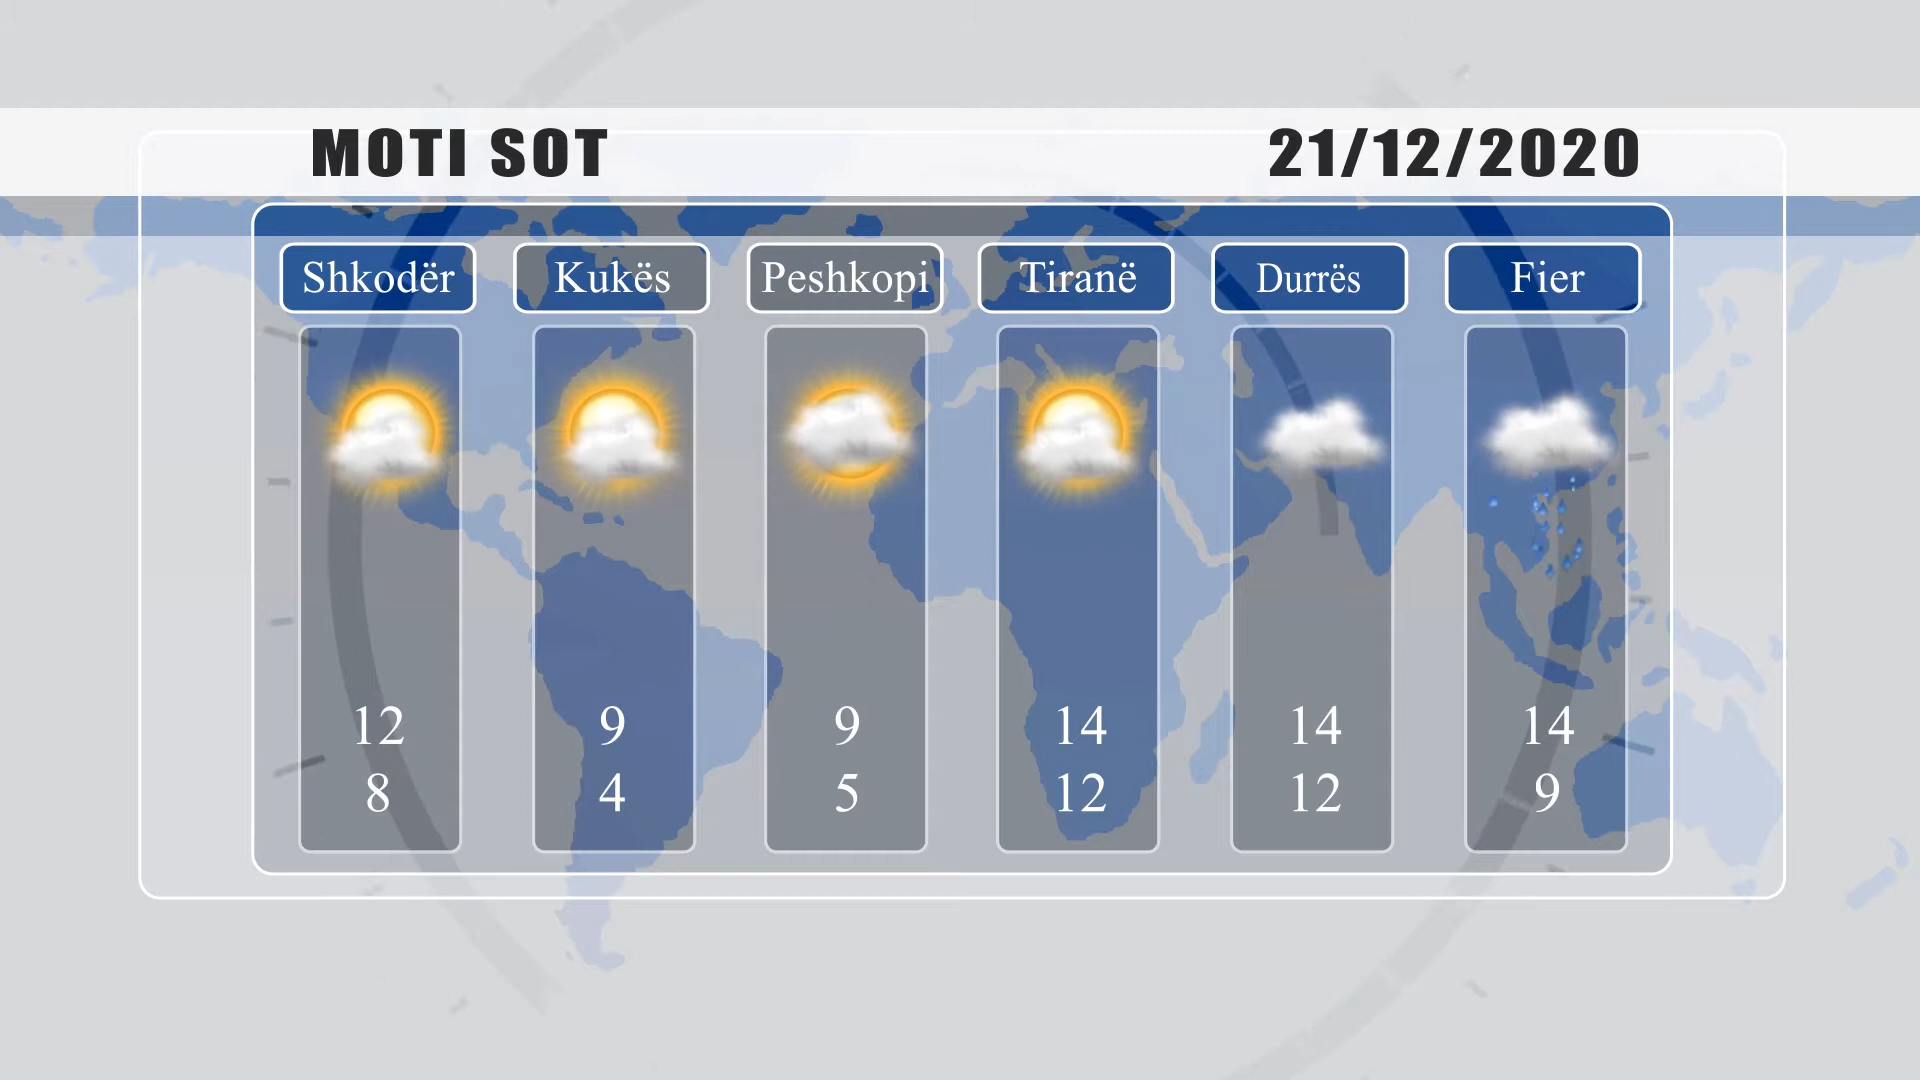 MOTI SOT 21/12/2020
Shkodër Kukës Peshkopi Tiranë Durrës Fier
12 9 9 14 14 14
8 4 5 12 12 9